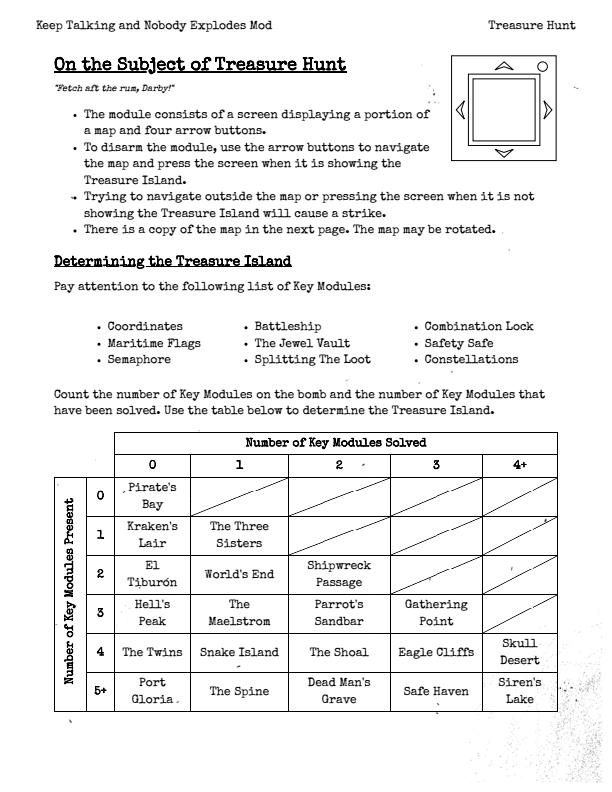 Keep Talking and Nobody Explodes Mod Treasure Hunt
On the Subject of Treasure Hunt
"Fetch aft the rum, Darby!"
• The module consists of a screen displaying a portion of
a map and four arrow buttons.
• To disarm the module, use the arrow buttons to navigate
the map and press the screen when it is showing the
Treasure Island.
• Trying to navigate outside the map or pressing the screen when it is not
showing the Treasure Island will cause a strike.
• There is a copy of the map in the next page. The map may be rotated.
Determining the Treasure Island
Pay attention to the following list of Key Modules:
• Coordinates • Battleship • Combination Lock
• Maritime Flags • The Jewel Vault • Safety Safe
• Semaphore • Splitting The Loot • Constellations
Count the number of Key Modules on the bomb and the number of Key Modules that
have been solved. Use the table below to determine the Treasure Island.
Number of Key Modules Solved
0 1 2 3 4+
Number of Key Modules Present
0 Pirate's Bay
1 Kraken's Lair The Three Sisters
2 El Tiburón World's End Shipwreck Passage
3 Hell's Peak The Maelstrom Parrot's Sandbar Gathering Point
4 The Twins Snake Island The Shoal Eagle Cliffs Skull Desert
5+ Port Gloria The Spine Dead Man's Grave Safe Haven Siren's Lake